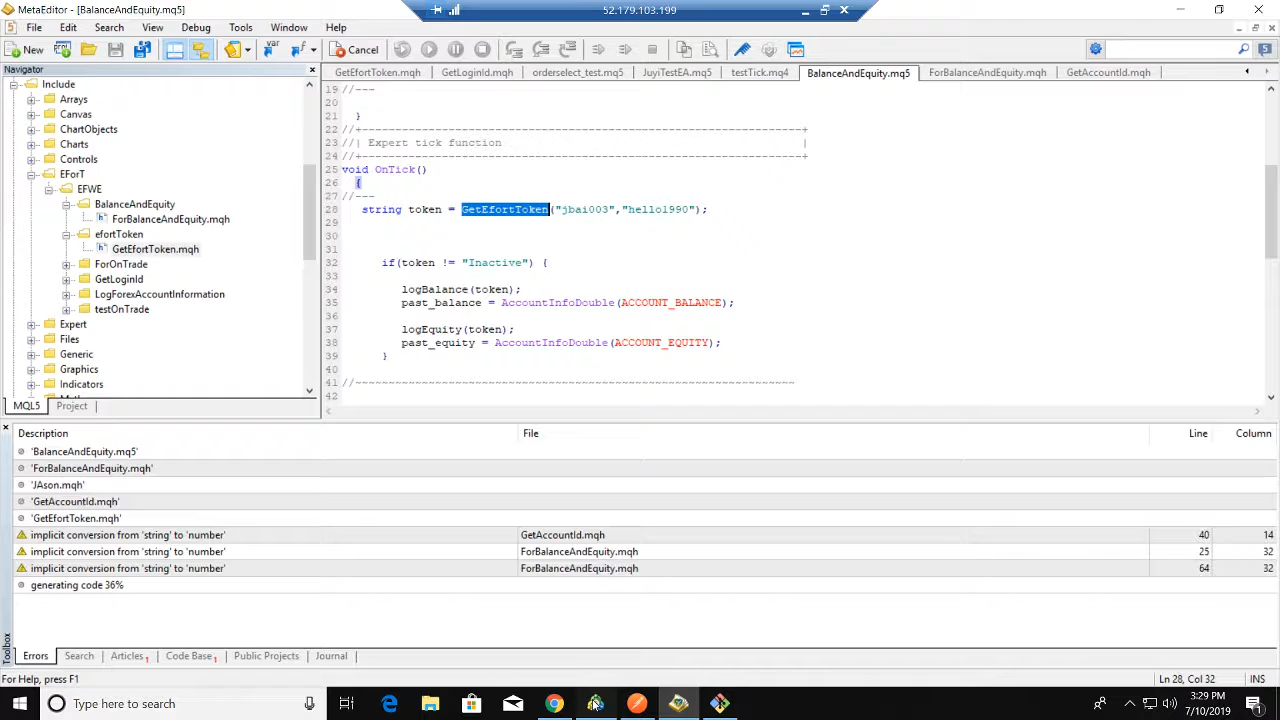 MetaEditor - [BalanceAndEquity.mq5]
52.179.103.199
File Edit Search View Debug Tools Window Help
New
Cancel
Navigator
Include
Arrays
Canvas
ChartObjects
Charts
Controls
EForT
EFWE
BalanceAndEquity
ForBalanceAndEquity.mqh
efortToken
GetEfortToken.mqh
ForOnTrade
GetLoginId
LogForexAccountInformation
testOnTrade
Expert
Files
Generic
Graphics
Indicators
MQL5 Project
GetEfortToken.mqh GetLoginId.mqh orderselect_test.mq5 JuyiTestEA.mq5 testTick.mq4 BalanceAndEquity.mq5 ForBalanceAndEquity.mqh GetAccountId.mqh
19 //---
20
21 }
22 //+------------------------------------------------------------------+
23 //| Expert tick function |
24 //+------------------------------------------------------------------+
25 void OnTick()
26 {
27 //---
28 string token = GetEfortToken("jbai003","hello1990");
29
30
31
32 if(token != "Inactive") {
33
34 logBalance(token);
35 past_balance = AccountInfoDouble(ACCOUNT_BALANCE);
36
37 logEquity(token);
38 past_equity = AccountInfoDouble(ACCOUNT_EQUITY);
39 }
40
41 //~~~~~~~~~~~~~~~~~~~~~~~~~~~~~~~~~~~~~~~~~~~~~~~~~~~~~~~~~~~~~~~~~~
42
Description File Line Column
'BalanceAndEquity.mq5'
'ForBalanceAndEquity.mqh'
'JAson.mqh'
'GetAccountId.mqh'
'GetEfortToken.mqh'
implicit conversion from 'string' to 'number' GetAccountId.mqh 40 14
implicit conversion from 'string' to 'number' ForBalanceAndEquity.mqh 25 32
implicit conversion from 'string' to 'number' ForBalanceAndEquity.mqh 64 32
generating code 36%
Toolbox
Errors Search Articles 1 Code Base 1 Public Projects Journal
For Help, press F1
Ln 28, Col 32 INS
Type here to search
3:29 PM
7/10/2019